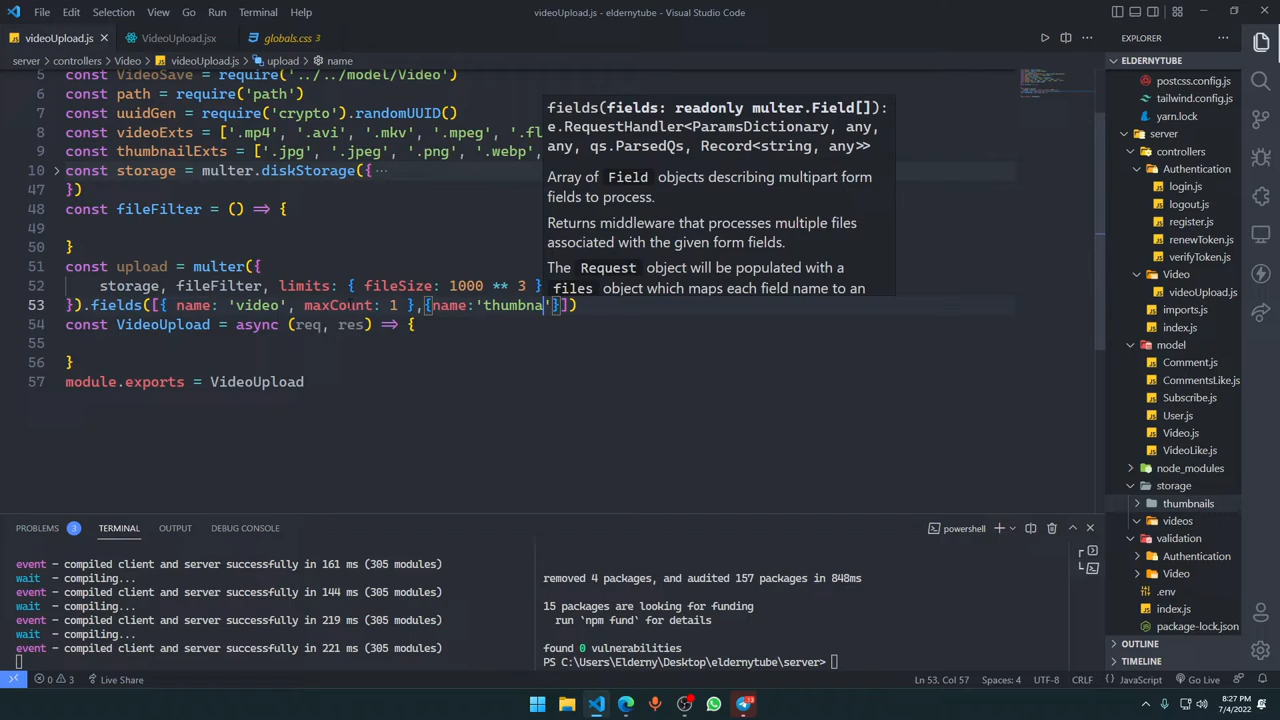 File Edit Selection View Go Run Terminal Help
videoUpload.js - eldernytube - Visual Studio Code
videoUpload.js
VideoUpload.jsx
globals.css 3
server > controllers > Video > videoUpload.js > upload > name
5 const VideoSave = require('../../model/Video')
6 const path = require('path')
7 const uuidGen = require('crypto').randomUUID()
8 const videoExts = ['.mp4', '.avi', '.mkv', '.mpeg', '.fl
9 const thumbnailExts = ['.jpg', '.jpeg', '.png', '.webp',
10 const storage = multer.diskStorage({ ···
47 })
48 const fileFilter = () => {
49
50 }
51 const upload = multer({
52 storage, fileFilter, limits: { fileSize: 1000 ** 3 }
53 }).fields([{ name: 'video', maxCount: 1 },{name:'thumbna'}])
54 const VideoUpload = async (req, res) => {
55
56 }
57 module.exports = VideoUpload
fields(fields: readonly multer.Field[]):
e.RequestHandler<ParamsDictionary, any,
any, qs.ParsedQs, Record<string, any>>
Array of Field objects describing multipart form
fields to process.
Returns middleware that processes multiple files
associated with the given form fields.
The Request object will be populated with a
files object which maps each field name to an
EXPLORER
ELDERNYTUBE
postcss.config.js
tailwind.config.js
yarn.lock
server
controllers
Authentication
login.js
logout.js
register.js
renewToken.js
verifyToken.js
Video
videoUpload.js
imports.js
index.js
model
Comment.js
CommentsLike.js
Subscribe.js
User.js
Video.js
VideoLike.js
node_modules
storage
thumbnails
videos
validation
Authentication
Video
.env
index.js
package-lock.json
OUTLINE
TIMELINE
PROBLEMS 3 TERMINAL OUTPUT DEBUG CONSOLE
powershell
event - compiled client and server successfully in 161 ms (305 modules)
wait - compiling...
event - compiled client and server successfully in 144 ms (305 modules)
wait - compiling...
event - compiled client and server successfully in 219 ms (305 modules)
wait - compiling...
event - compiled client and server successfully in 221 ms (305 modules)
removed 4 packages, and audited 157 packages in 848ms
15 packages are looking for funding
run `npm fund` for details
found 0 vulnerabilities
PS C:\Users\Elderny\Desktop\eldernytube\server>
0 3 Live Share
Ln 53, Col 57 Spaces: 4 UTF-8 CRLF JavaScript Go Live
8:27 PM
7/4/2022